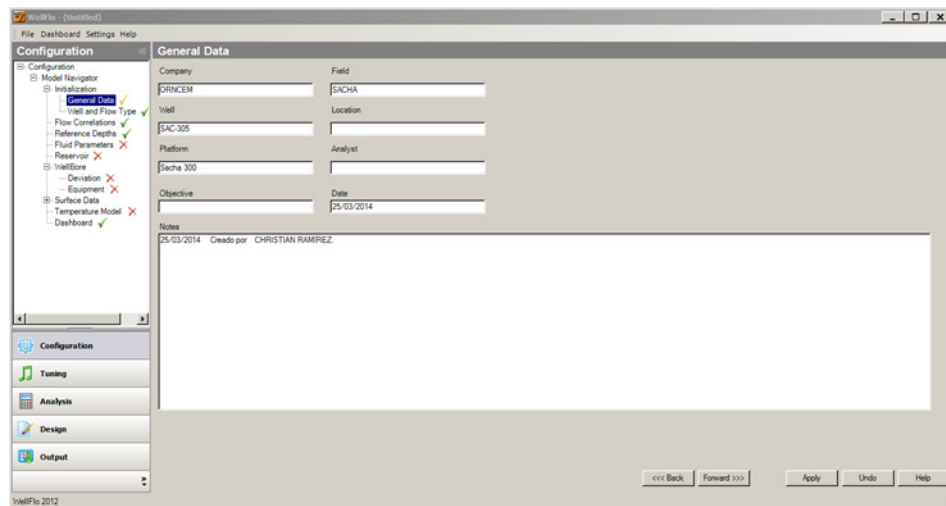 WellFlo - (Untitled)
File Dashboard Settings Help
Configuration
General Data
Configuration
Model Navigator
Initialization
General Data
Well and Flow Type
Flow Correlations
Reference Depths
Fluid Parameters
Reservoir
WellBore
Deviation
Equipment
Surface Data
Temperature Model
Dashboard
Company
Field
ORNCEM
SACHA
Well
Location
SAC-305
Platform
Analyst
Sacha 300
Objective
Date
25/03/2014
Notes
25/03/2014 Creado por CHRISTIAN RAMÍREZ.
Configuration
Tuning
Analysis
Design
Output
<<< Back
Forward >>>
Apply
Undo
Help
WellFlo 2012